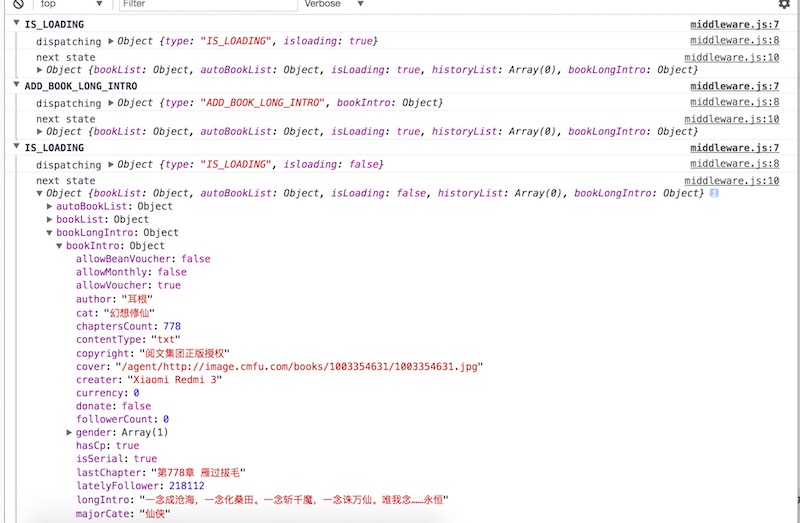 top Filter Verbose
IS_LOADING middleware.js:7
dispatching Object {type: "IS_LOADING", isloading: true} middleware.js:8
next state middleware.js:10
Object {bookList: Object, autoBookList: Object, isLoading: true, historyList: Array(0), bookLongIntro: Object}
ADD_BOOK_LONG_INTRO middleware.js:7
dispatching Object {type: "ADD_BOOK_LONG_INTRO", bookIntro: Object} middleware.js:8
next state middleware.js:10
Object {bookList: Object, autoBookList: Object, isLoading: true, historyList: Array(0), bookLongIntro: Object}
IS_LOADING middleware.js:7
dispatching Object {type: "IS_LOADING", isloading: false} middleware.js:8
next state middleware.js:10
Object {bookList: Object, autoBookList: Object, isLoading: false, historyList: Array(0), bookLongIntro: Object} i
autoBookList: Object
bookList: Object
bookLongIntro: Object
bookIntro: Object
allowBeanVoucher: false
allowMonthly: false
allowVoucher: true
author: "耳根"
cat: "幻想修仙"
chaptersCount: 778
contentType: "txt"
copyright: "阅文集团正版授权"
cover: "/agent/http://image.cmfu.com/books/1003354631/1003354631.jpg"
creater: "Xiaomi Redmi 3"
currency: 0
donate: false
followerCount: 0
gender: Array(1)
hasCp: true
isSerial: true
lastChapter: "第778章 雁过拔毛"
latelyFollower: 218112
longIntro: "一念成沧海，一念化桑田。一念斩千魔，一念诛万仙。唯我念……永恒"
majorCate: "仙侠"